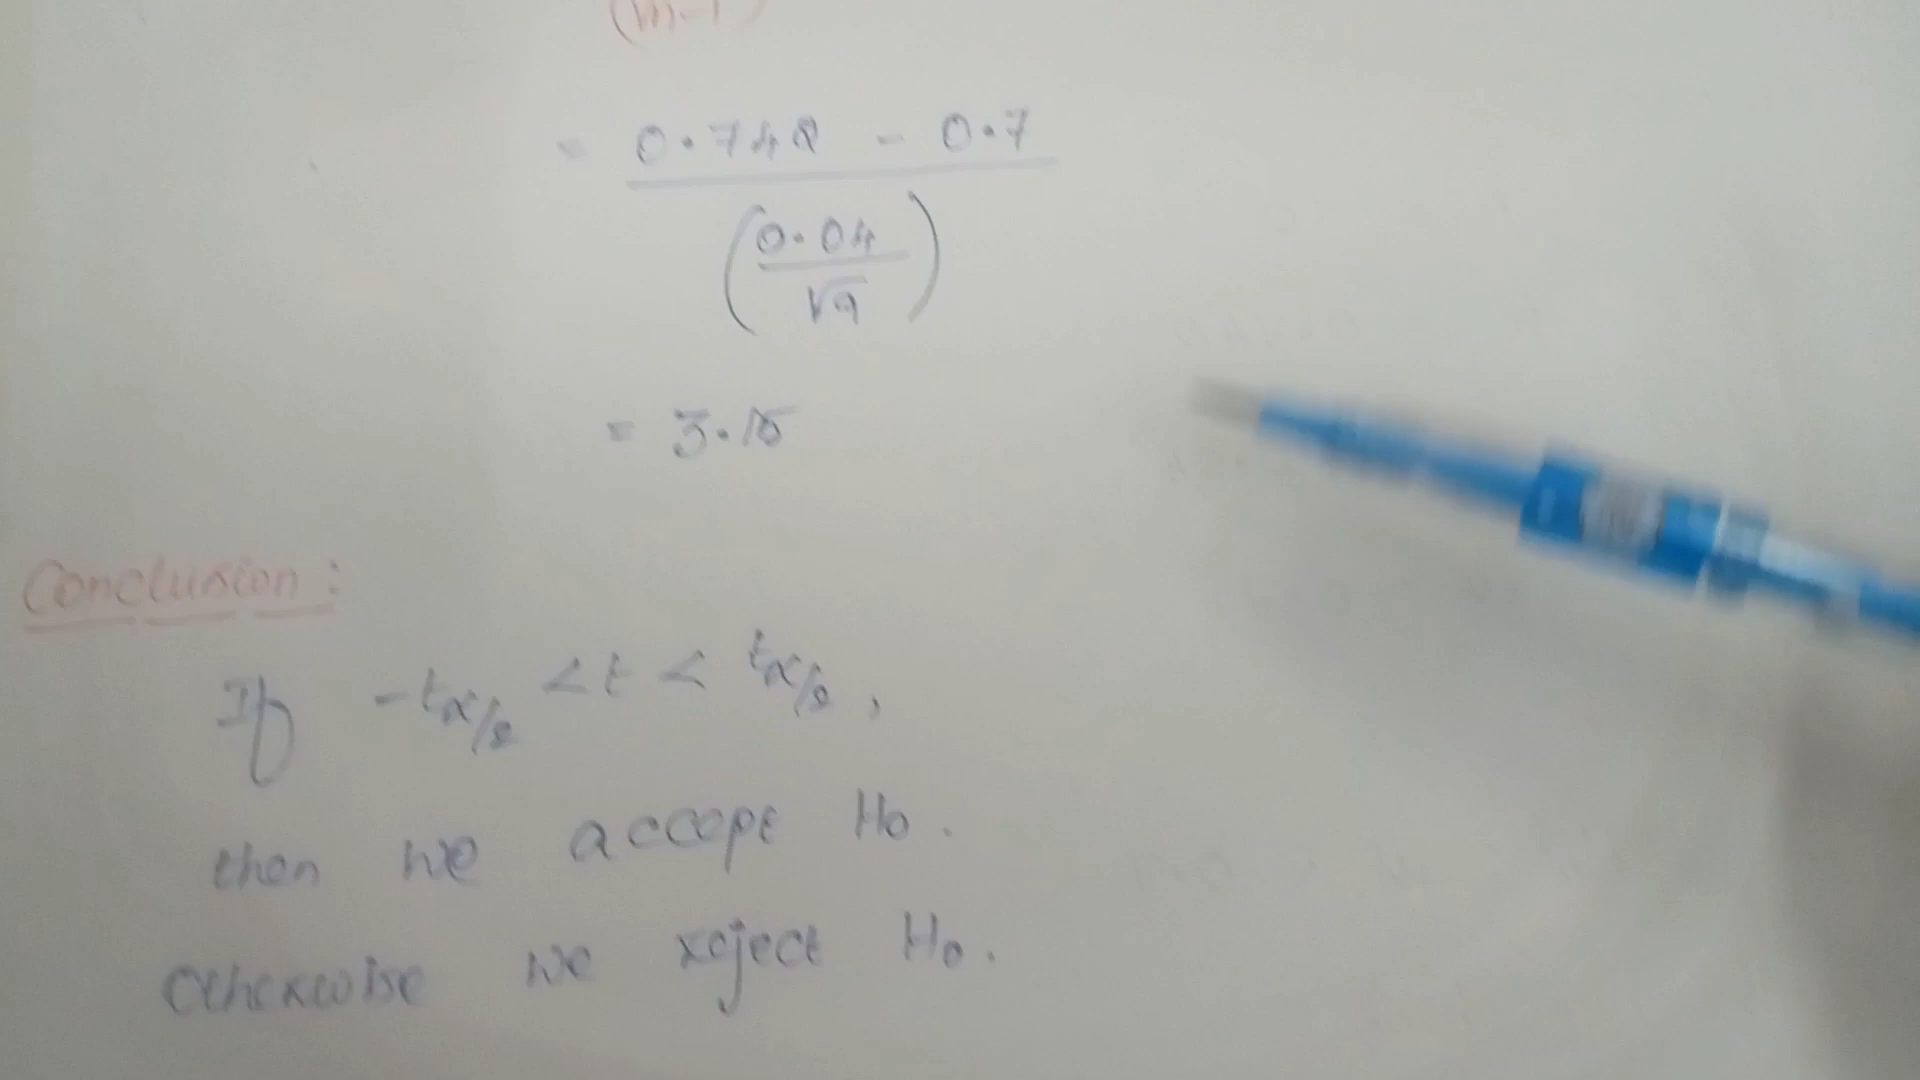 (n-1)
= 0.742 - 0.7
(0.04
√9)
= 3.15
Conclusion:
If -tα/2 < t < tα/2,
then we accept H0.
Otherwise we reject H0.